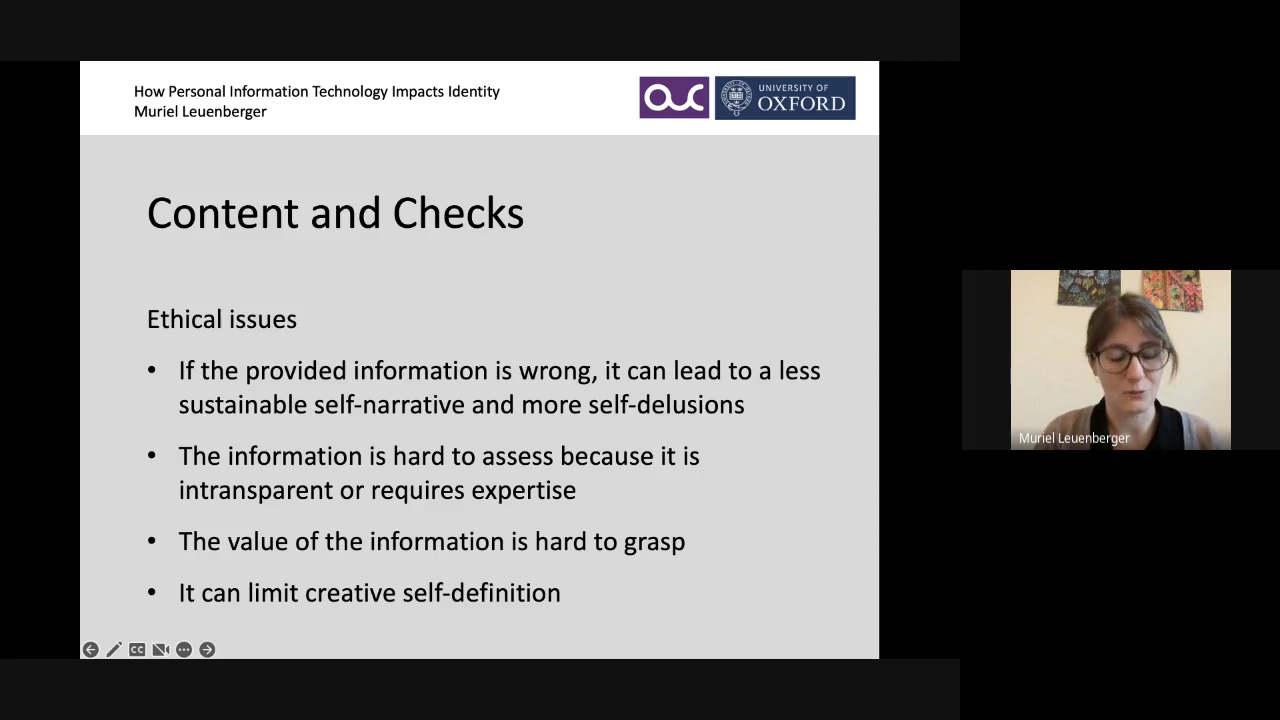 How Personal Information Technology Impacts Identity
Muriel Leuenberger
OUC
UNIVERSITY OF
OXFORD
Content and Checks
Ethical issues
• If the provided information is wrong, it can lead to a less
sustainable self-narrative and more self-delusions
• The information is hard to assess because it is
intransparent or requires expertise
• The value of the information is hard to grasp
• It can limit creative self-definition
CC
Muriel Leuenberger